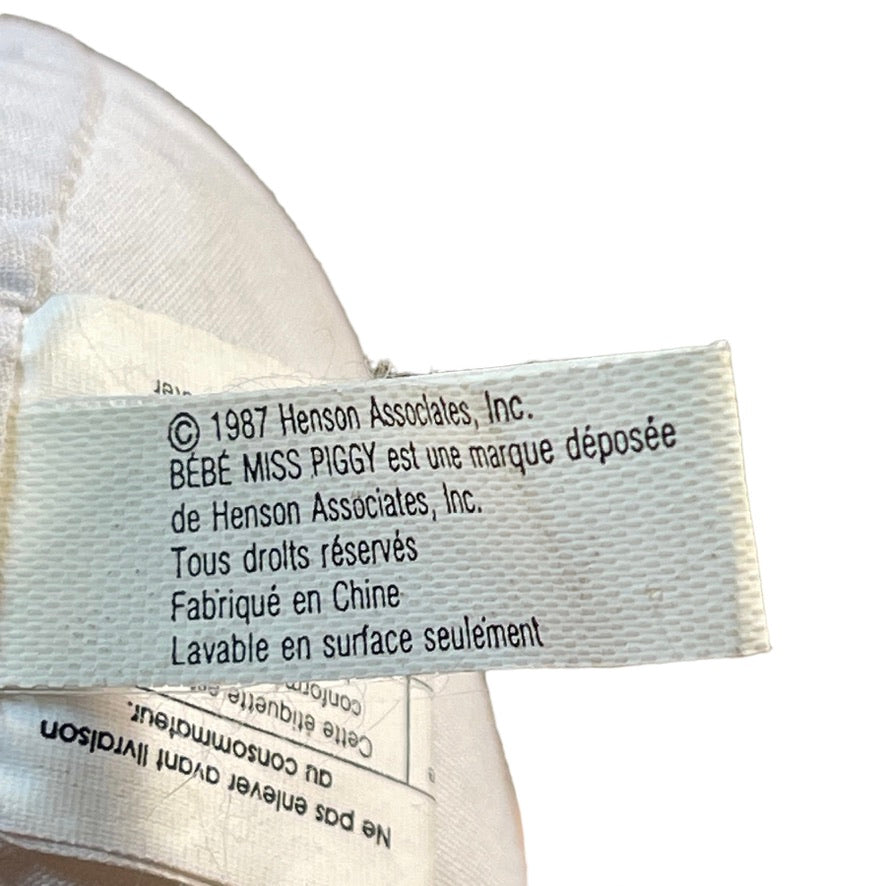 © 1987 Henson Associates, Inc.
BÉBÉ MISS PIGGY est une marque déposée
de Henson Associates, Inc.
Tous droits réservés
Fabriqué en Chine
Lavable en surface seulement
Ne pas enlever avant livraison
au consommateur.
Cette étiquette